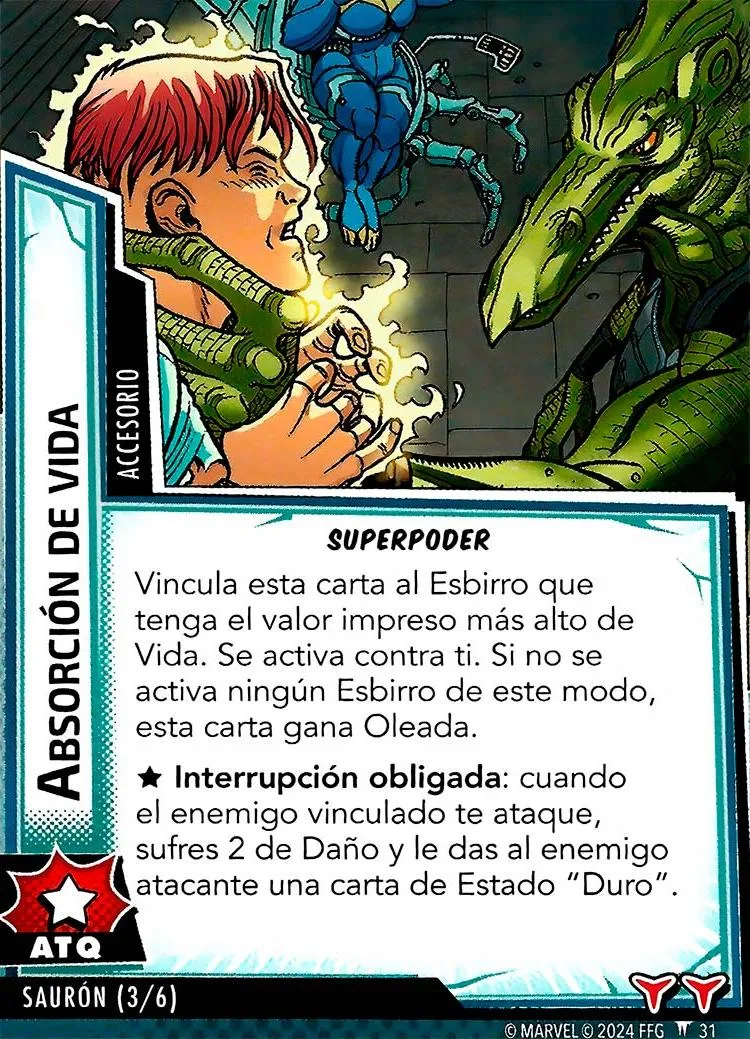 ABSORCIÓN DE VIDA
ACCESORIO
SUPERPODER
Vincula esta carta al Esbirro que
tenga el valor impreso más alto de
Vida. Se activa contra ti. Si no se
activa ningún Esbirro de este modo,
esta carta gana Oleada.
★ Interrupción obligada: cuando
el enemigo vinculado te ataque,
sufres 2 de Daño y le das al enemigo
atacante una carta de Estado “Duro”.
ATQ
SAURÓN (3/6)
© MARVEL © 2024 FFG 31